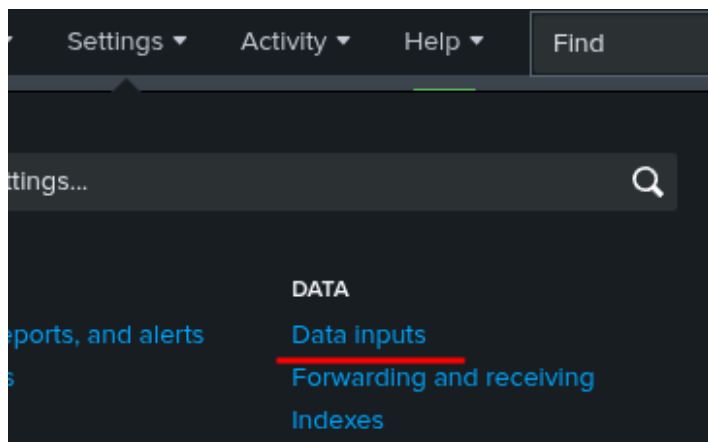 Settings Activity Help Find
ttings...
DATA
eports, and alerts Data inputs
s Forwarding and receiving
Indexes